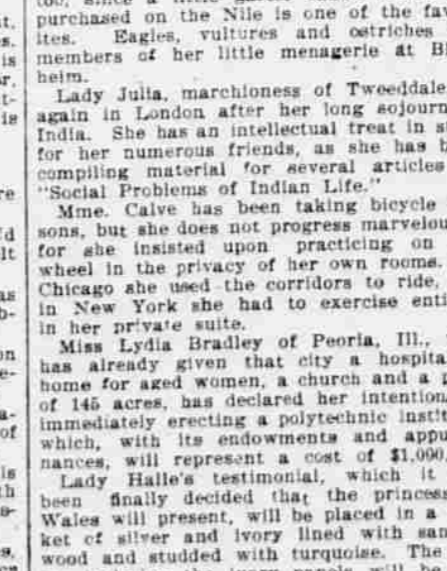 purchased on the Nile is one of the fav
ites. Eagles, vultures and ostriches
members of her little menagerie at Bl
heim.
Lady Julia, marchioness of Tweeddale
again in London after her long sojourn
India. She has an intellectual treat in s
for her numerous friends, as she has b
compiling material for several articles
"Social Problems of Indian Life."
Mme. Calve has been taking bicycle
sons, but she does not progress marvelou
for she insisted upon practicing on
wheel in the privacy of her own rooms.
Chicago she used the corridors to ride,
in New York she had to exercise enti
in her private suite.
Miss Lydia Bradley of Peoria, Ill.,
has already given that city a hospita
home for aged women, a church and a p
of 145 acres, has declared her intention
immediately erecting a polytechnic instit
which, with its endowments and appu
nances, will represent a cost of $1,000,
Lady Halle's testimonial, which it
been finally decided that the princess
Wales will present, will be placed in a
ket of silver and ivory lined with san
wood and studded with turquoise. The